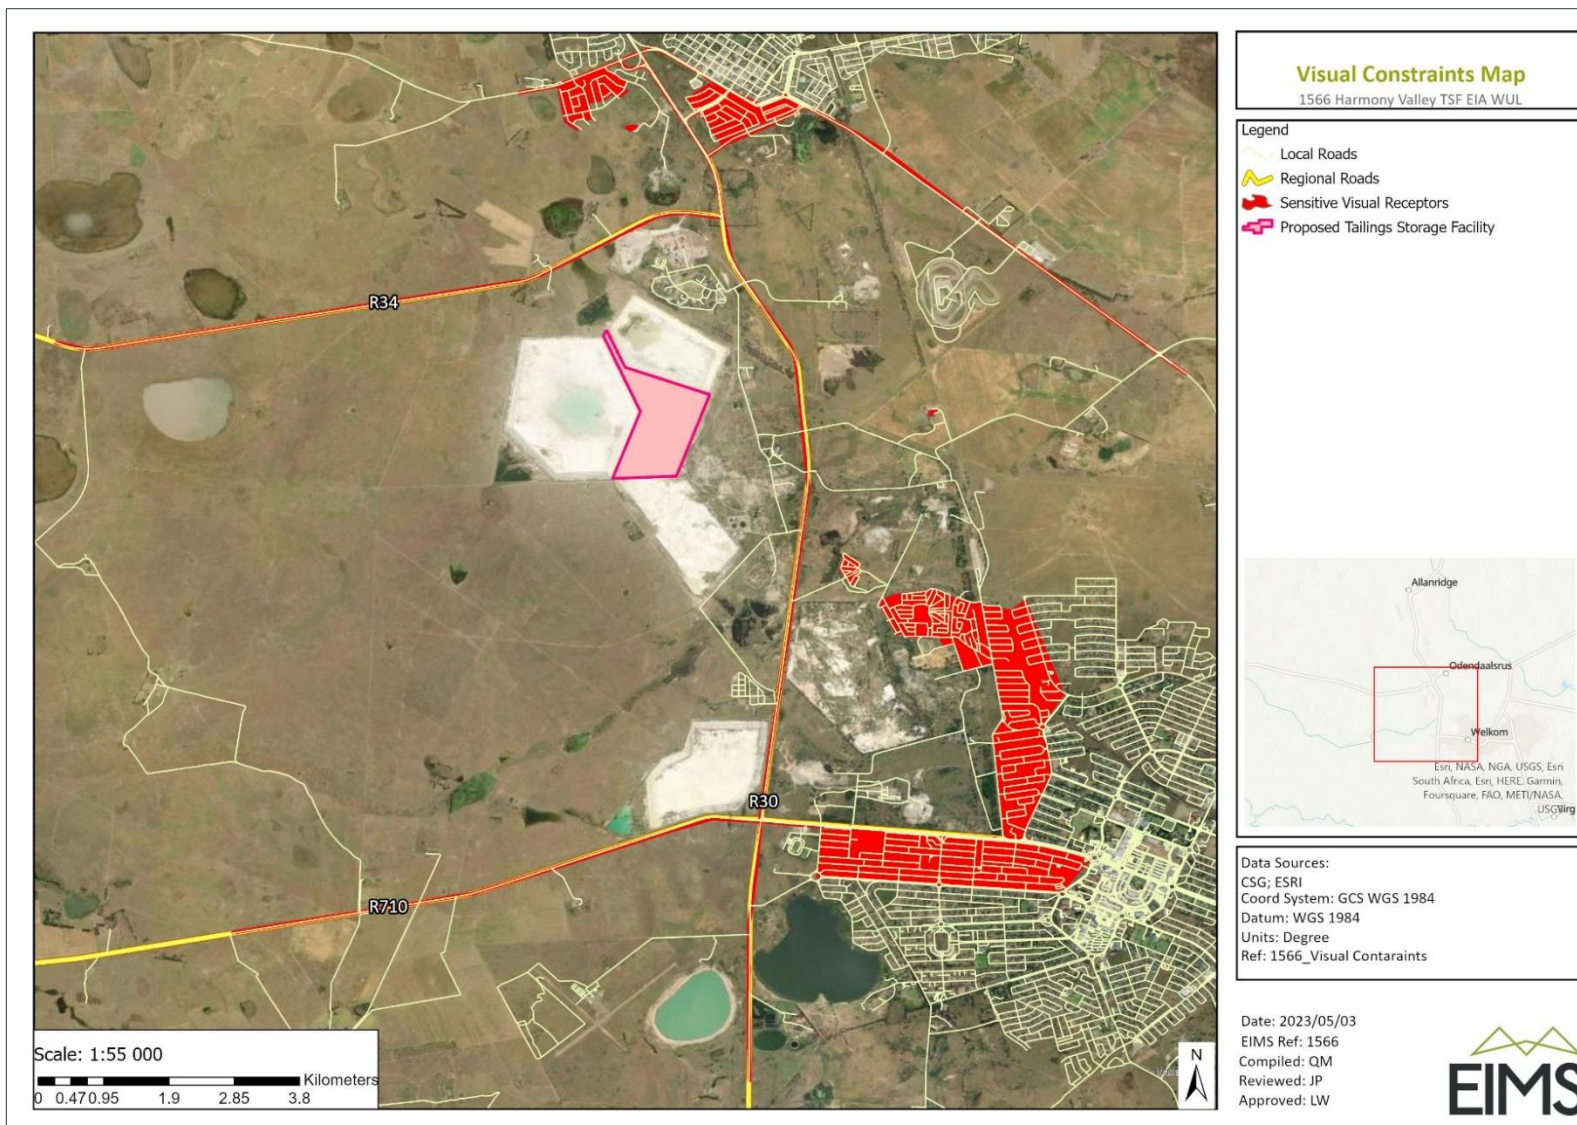 Visual Constraints Map
1566 Harmony Valley TSF EIA WUL
Legend
Local Roads
Regional Roads
Sensitive Visual Receptors
Proposed Tailings Storage Facility
R34
R30
R710
Scale: 1:55 000
Kilometers
0 0.47 0.95 1.9 2.85 3.8
N
Allanridge
Odendaalsrus
Welkom
Esri, NASA, NGA, USGS, Esri
South Africa, Esri, HERE, Garmin,
Foursquare, FAO, METI/NASA,
USGS
Virg
Data Sources:
CSG; ESRI
Coord System: GCS WGS 1984
Datum: WGS 1984
Units: Degree
Ref: 1566_Visual Contaraints
Date: 2023/05/03
EIMS Ref: 1566
Compiled: QM
Reviewed: JP
Approved: LW
EIMS